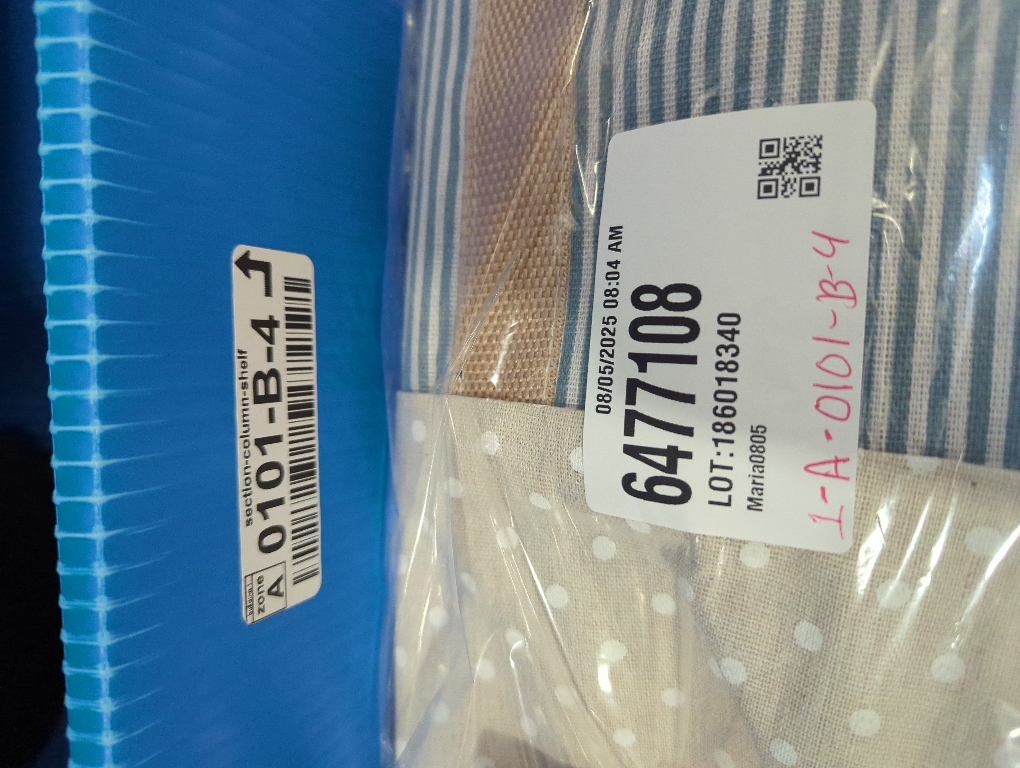 section-column-shelf
zone
A
0101-B-4
08/05/2025 08:04 AM
6477108
LOT:186018340
Maria0805
1-A-0101-B-4